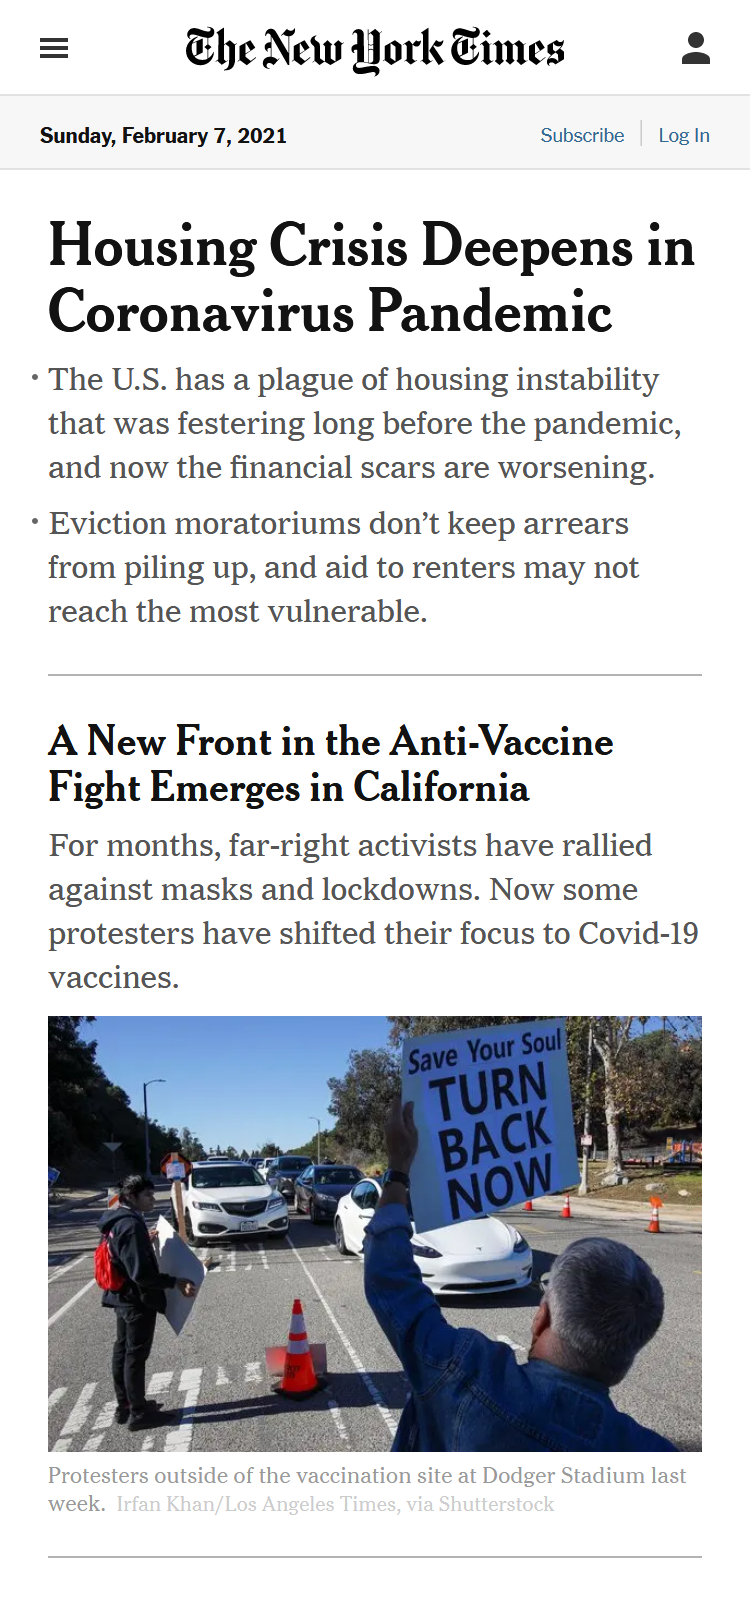 The New York Times
Sunday, February 7, 2021
Subscribe
Log In
Housing Crisis Deepens in
Coronavirus Pandemic
• The U.S. has a plague of housing instability
that was festering long before the pandemic,
and now the financial scars are worsening.
• Eviction moratoriums don’t keep arrears
from piling up, and aid to renters may not
reach the most vulnerable.
A New Front in the Anti-Vaccine
Fight Emerges in California
For months, far-right activists have rallied
against masks and lockdowns. Now some
protesters have shifted their focus to Covid-19
vaccines.
Save Your Soul
TURN
BACK
NOW
Protesters outside of the vaccination site at Dodger Stadium last
week. Irfan Khan/Los Angeles Times, via Shutterstock